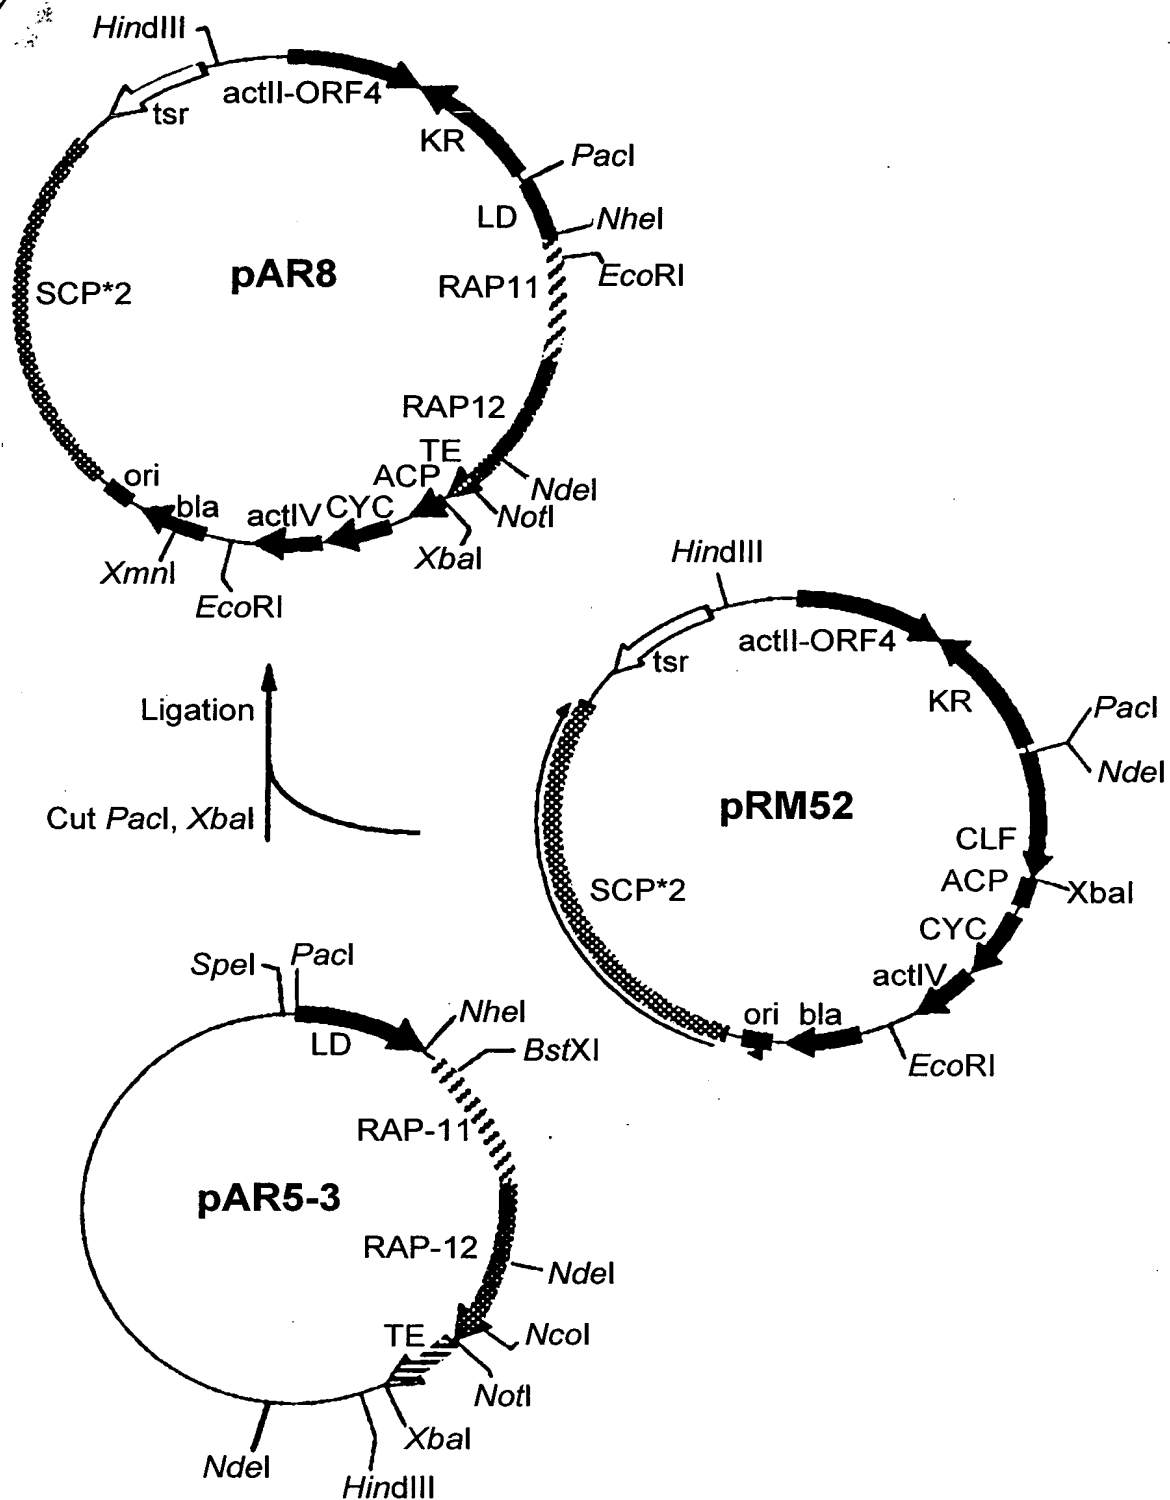 HindIII
actII-ORF4
tsr
KR
PacI
LD
NheI
pAR8
EcoRI
RAP11
SCP*2
RAP12
TE
ACP
NdeI
ori
bla
actIV
CYC
NotI
XbaI
XmnI
EcoRI
HindIII
actII-ORF4
tsr
KR
PacI
NdeI
pRM52
CLF
ACP
XbaI
SCP*2
CYC
actIV
ori
bla
EcoRI
Ligation
Cut PacI, XbaI
SpeI
PacI
NheI
LD
BstXI
RAP-11
pAR5-3
RAP-12
NdeI
TE
NcoI
NotI
XbaI
NdeI
HindIII